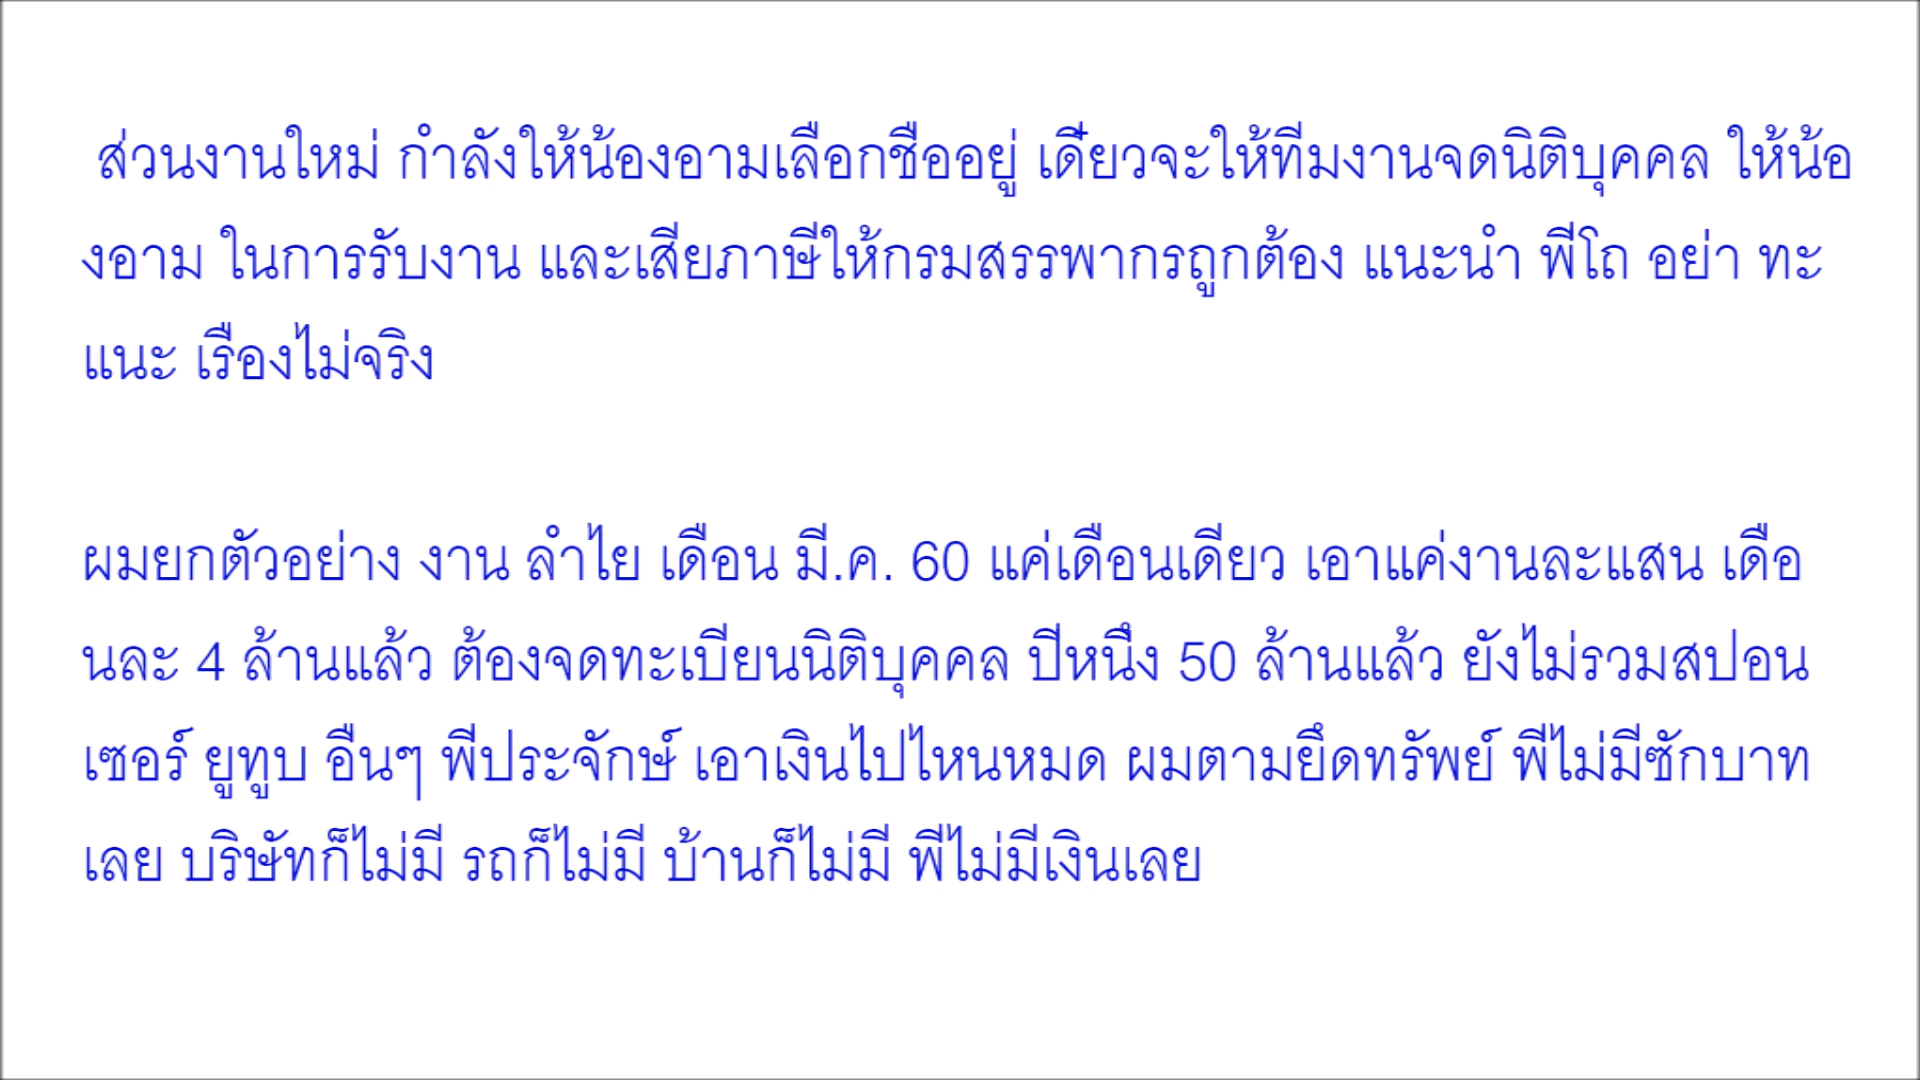 ส่วนงานใหม่ กำลังให้น้องอามเลือกชื่ออยู่ เดี๋ยวจะให้ทีมงานจดนิติบุคคล ให้น้อ
งอาม ในการรับงาน และเสียภาษีให้กรมสรรพากรถูกต้อง แนะนำ พี่โถ อย่า ทะ
แนะ เรื่องไม่จริง
ผมยกตัวอย่าง งาน ลำไย เดือน มี.ค. 60 แค่เดือนเดียว เอาแค่งานละแสน เดือ
นละ 4 ล้านแล้ว ต้องจดทะเบียนนิติบุคคล ปีหนึ่ง 50 ล้านแล้ว ยังไม่รวมสปอน
เซอร์ ยูทูบ อื่นๆ พี่ประจักษ์ เอาเงินไปไหนหมด ผมตามยึดทรัพย์ พี่ไม่มีซักบาท
เลย บริษัทก็ไม่มี รถก็ไม่มี บ้านก็ไม่มี พี่ไม่มีเงินเลย